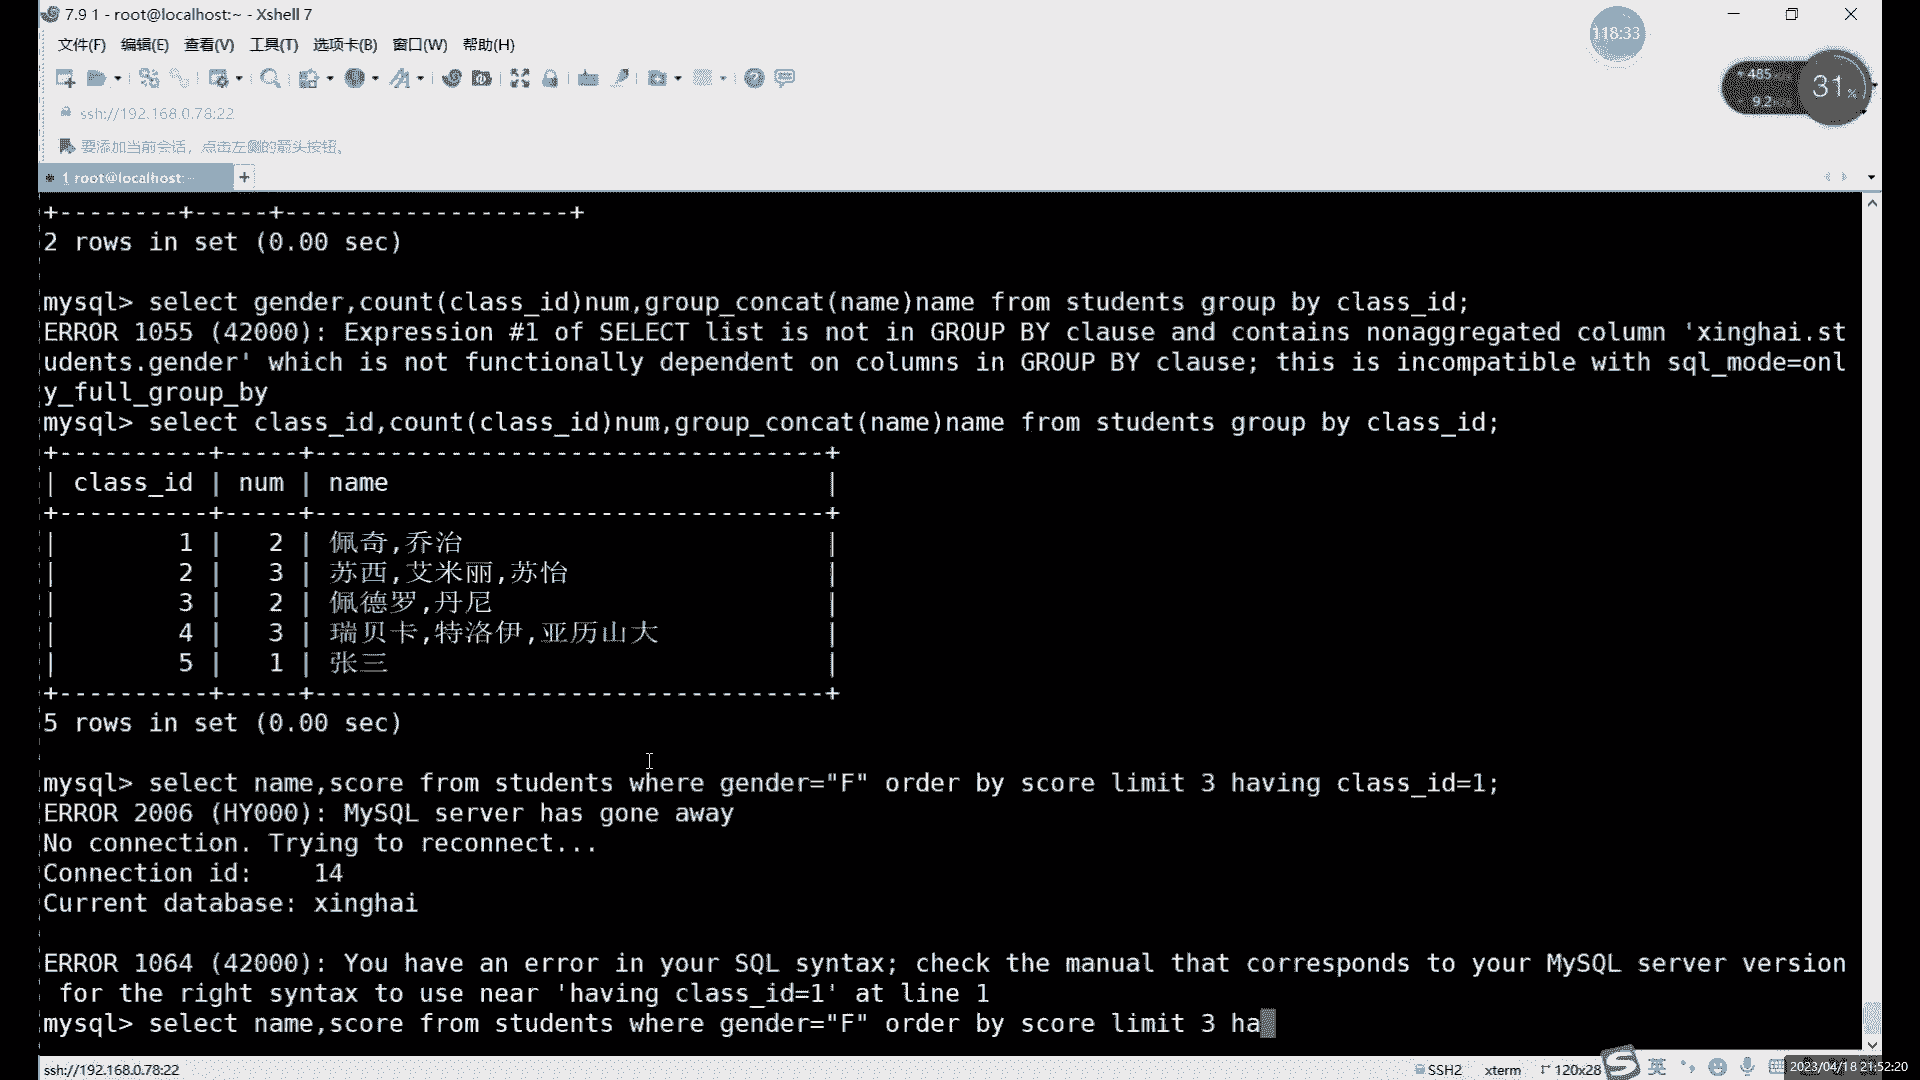 7.9 1 - root@localhost:~ - Xshell 7
118:33
文件(F) 编辑(E) 查看(V) 工具(T) 选项卡(B) 窗口(W) 帮助(H)
485
31%
9.2
ssh://192.168.0.78:22
要添加当前会话，点击左侧的箭头按钮。
1 root@localhost:~
+--------+-----+-------------------+
2 rows in set (0.00 sec)
mysql> select gender,count(class_id)num,group_concat(name)name from students group by class_id;
ERROR 1055 (42000): Expression #1 of SELECT list is not in GROUP BY clause and contains nonaggregated column 'xinghai.st
udents.gender' which is not functionally dependent on columns in GROUP BY clause; this is incompatible with sql_mode=onl
y_full_group_by
mysql> select class_id,count(class_id)num,group_concat(name)name from students group by class_id;
+----------+-----+----------------------------------+
| class_id | num | name |
+----------+-----+----------------------------------+
| 1 | 2 | 佩奇,乔治 |
| 2 | 3 | 苏西,艾米丽,苏怡 |
| 3 | 2 | 佩德罗,丹尼 |
| 4 | 3 | 瑞贝卡,特洛伊,亚历山大 |
| 5 | 1 | 张三 |
+----------+-----+----------------------------------+
5 rows in set (0.00 sec)
mysql> select name,score from students where gender="F" order by score limit 3 having class_id=1;
ERROR 2006 (HY000): MySQL server has gone away
No connection. Trying to reconnect...
Connection id:    14
Current database: xinghai
ERROR 1064 (42000): You have an error in your SQL syntax; check the manual that corresponds to your MySQL server version
for the right syntax to use near 'having class_id=1' at line 1
mysql> select name,score from students where gender="F" order by score limit 3 ha
ssh://192.168.0.78:22
SSH2 xterm 120x28
英
2023/04/18 21:52:20